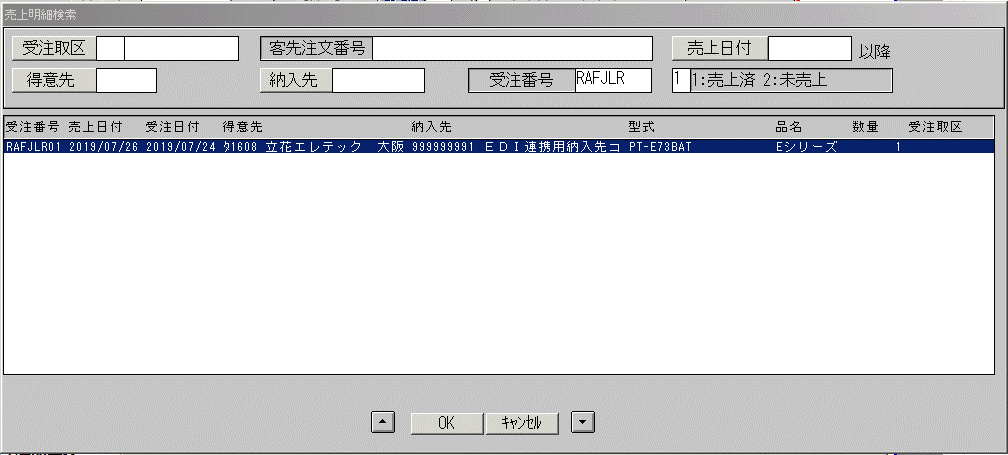 売上明細検索
受注取区 客先注文番号 売上日付 以降
得意先 納入先 受注番号 RAFJLR 1 1:売上済 2:未売上
受注番号 売上日付 受注日付 得意先 納入先 型式 品名 数量 受注取区
RAFJLR01 2019/07/26 2019/07/24 ﾀ1608 立花エレテック 大阪 999999991 ＥＤＩ連携用納入先コ PT-E73BAT Eシリーズ 1
OK ｷｬﾝｾﾙ